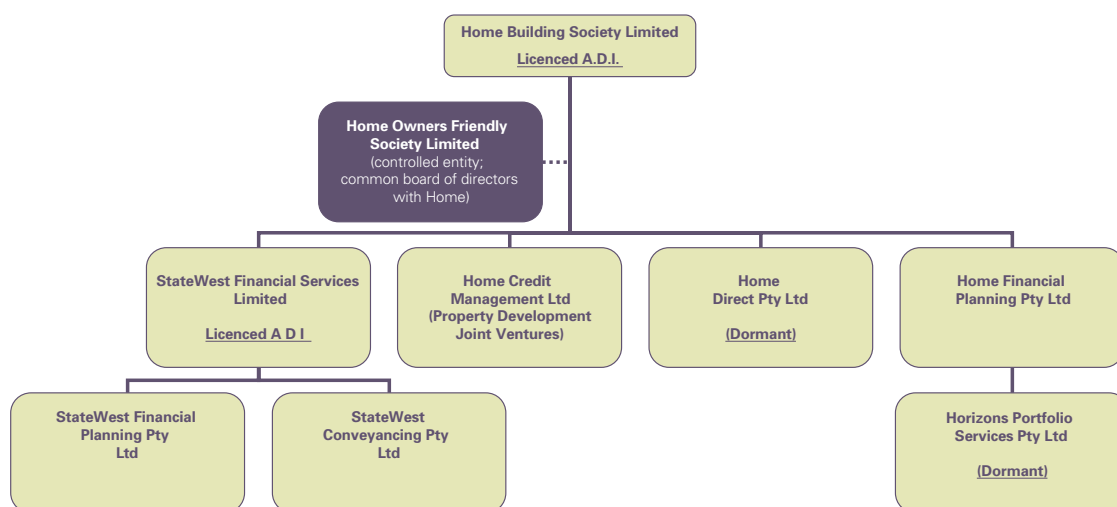 Home Building Society Limited
Licenced A.D.I.
Home Owners Friendly
Society Limited
(controlled entity;
common board of directors
with Home)
StateWest Financial Services
Limited
Licenced A D I
Home Credit
Management Ltd
(Property Development
Joint Ventures)
Home
Direct Pty Ltd
(Dormant)
Home Financial
Planning Pty Ltd
StateWest Financial
Planning Pty
Ltd
StateWest
Conveyancing Pty
Ltd
Horizons Portfolio
Services Pty Ltd
(Dormant)